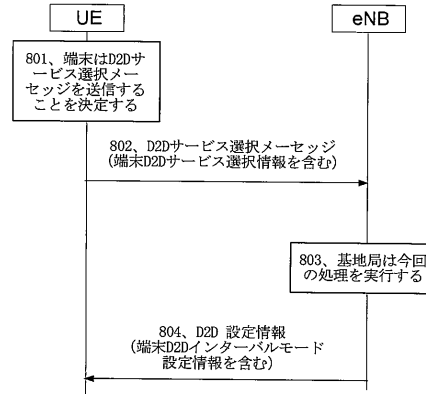 UE
eNB
801、端末はD2Dサ
ービス選択メー
セッジを送信する
ことを決定する
802、D2Dサービス選択メーセッジ
(端末D2Dサービス選択情報を含む)
803、基地局は今回
の処理を実行する
804、D2D 設定情報
(端末D2Dインターバルモード
設定情報を含む)